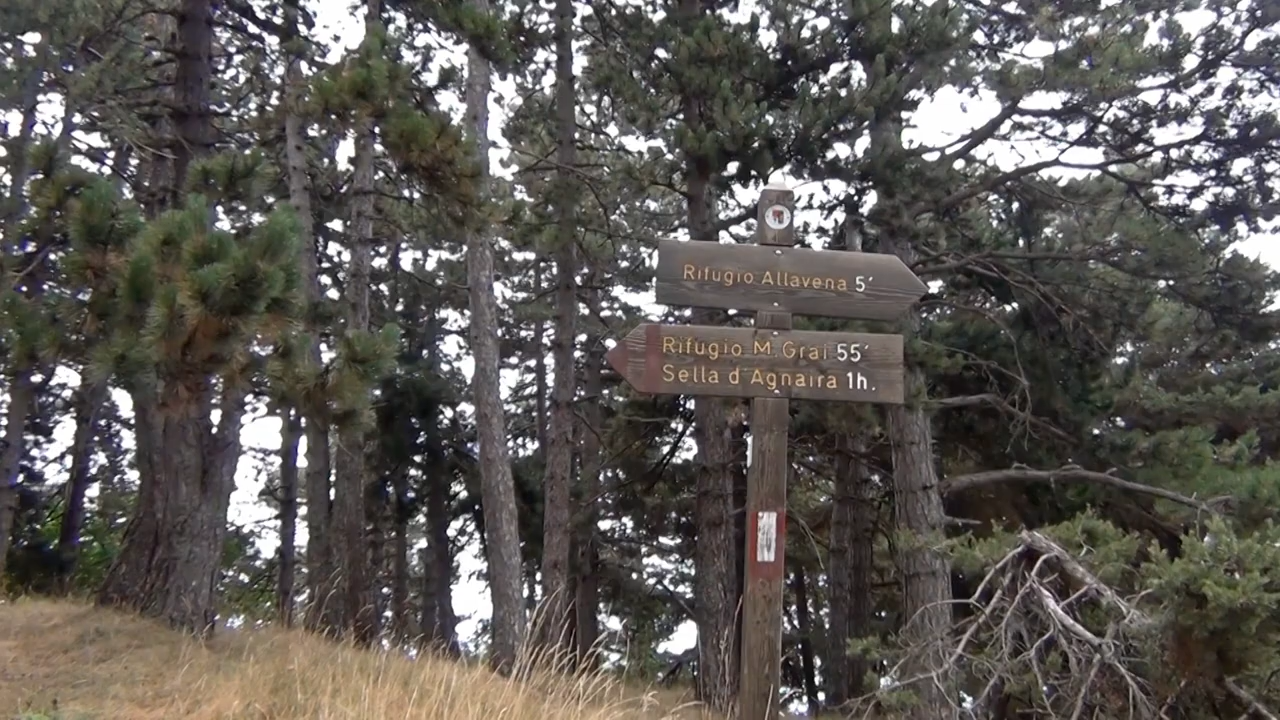 Rifugio Allavena 5´
Rifugio M. Grai 55´
Sella d'Agnaira 1h.